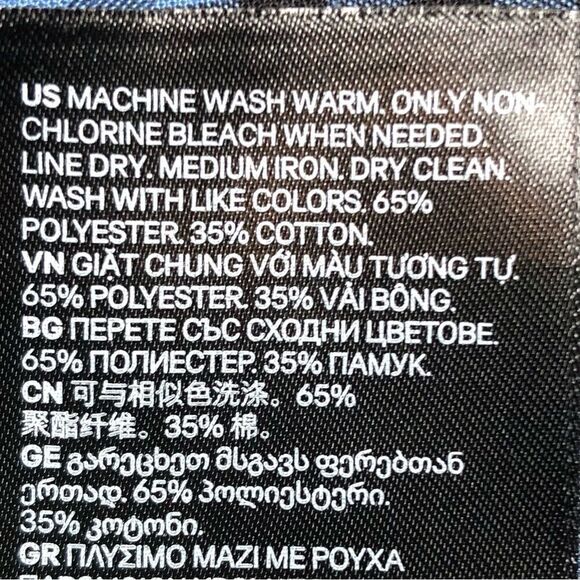 US MACHINE WASH WARM. ONLY NON-
CHLORINE BLEACH WHEN NEEDED.
LINE DRY. MEDIUM IRON. DRY CLEAN.
WASH WITH LIKE COLORS. 65%
POLYESTER. 35% COTTON.
VN GIẶT CHUNG VỚI MÀU TƯƠNG TỰ.
65% POLYESTER. 35% VẢI BÔNG.
BG ПЕРЕТЕ СЪС СХОДНИ ЦВЕТОВЕ.
65% ПОЛИЕСТЕР. 35% ПАМУК.
CN 可与相似色洗涤。65%
聚酯纤维。35% 棉。
GE გარეცხეთ მსგავს ფერებთან
ერთად. 65% პოლიესტერი.
35% კოტონი.
GR ΠΛΥΣΙΜΟ ΜΑΖΙ ΜΕ ΡΟΥΧΑ